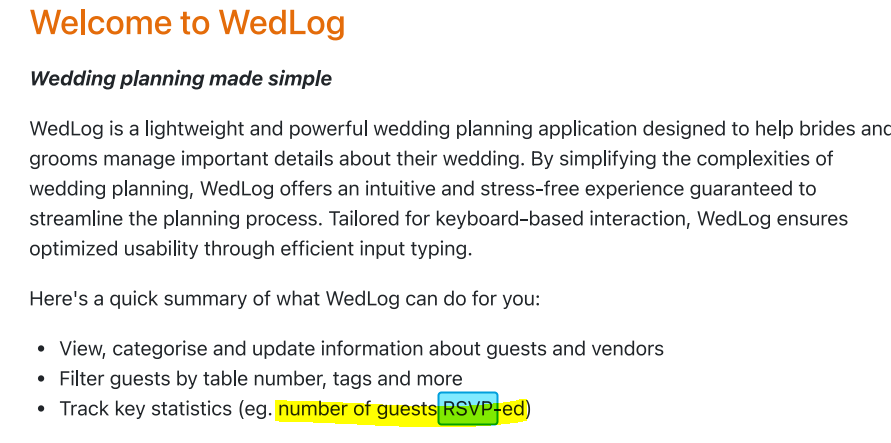 Welcome to WedLog
Wedding planning made simple
WedLog is a lightweight and powerful wedding planning application designed to help brides and
grooms manage important details about their wedding. By simplifying the complexities of
wedding planning, WedLog offers an intuitive and stress-free experience guaranteed to
streamline the planning process. Tailored for keyboard-based interaction, WedLog ensures
optimized usability through efficient input typing.
Here's a quick summary of what WedLog can do for you:
• View, categorise and update information about guests and vendors
• Filter guests by table number, tags and more
• Track key statistics (eg. number of guests RSVP-ed)